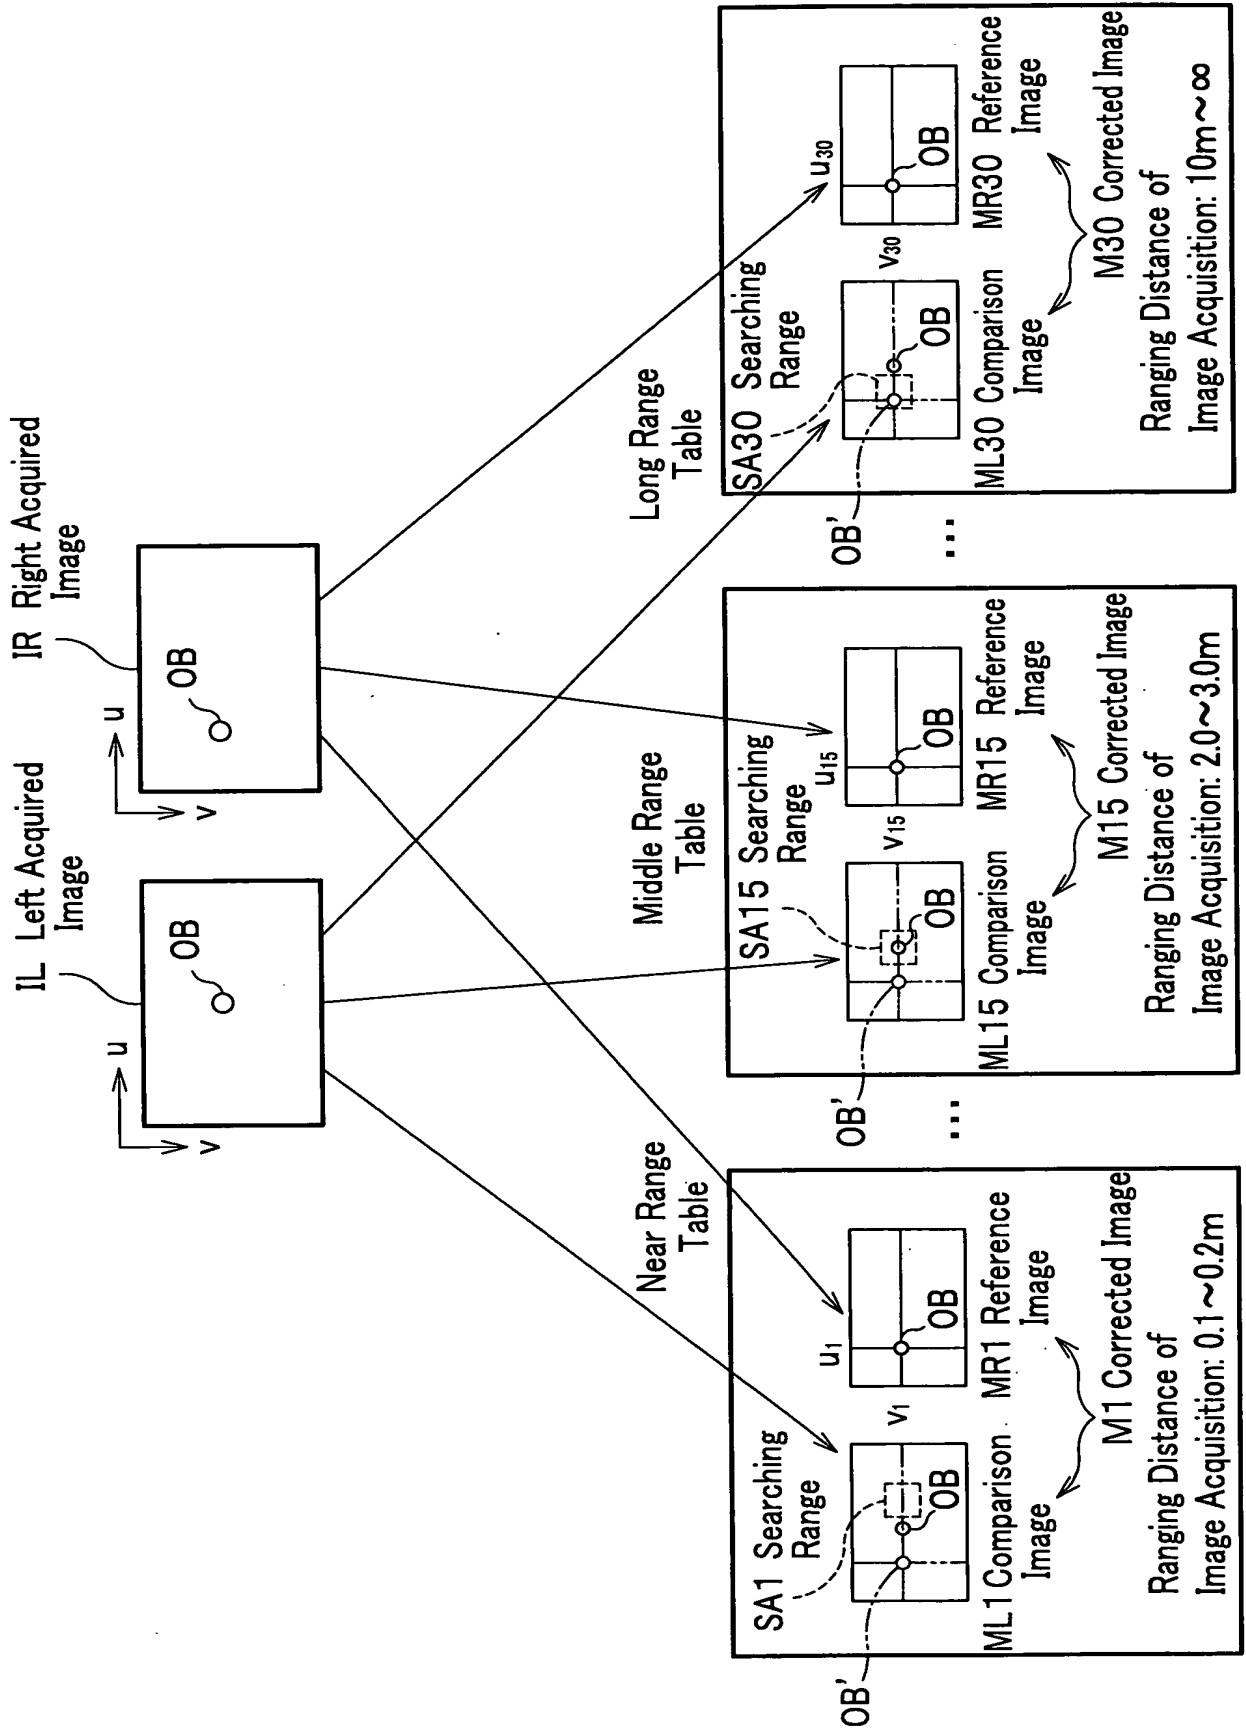 IL Left Acquired
Image
u
v
OB
IR Right Acquired
Image
u
v
OB
Near Range
Table
SA1 Searching
Range
u1
v1
OB'
OB
OB
ML1 Comparison
Image
MR1 Reference
Image
M1 Corrected Image
Ranging Distance of
Image Acquisition: 0.1~0.2m
...
Middle Range
Table
SA15 Searching
Range
u15
v15
OB'
OB
OB
ML15 Comparison
Image
MR15 Reference
Image
M15 Corrected Image
Ranging Distance of
Image Acquisition: 2.0~3.0m
...
Long Range
Table
SA30 Searching
Range
u30
v30
OB'
OB
OB
ML30 Comparison
Image
MR30 Reference
Image
M30 Corrected Image
Ranging Distance of
Image Acquisition: 10m~∞